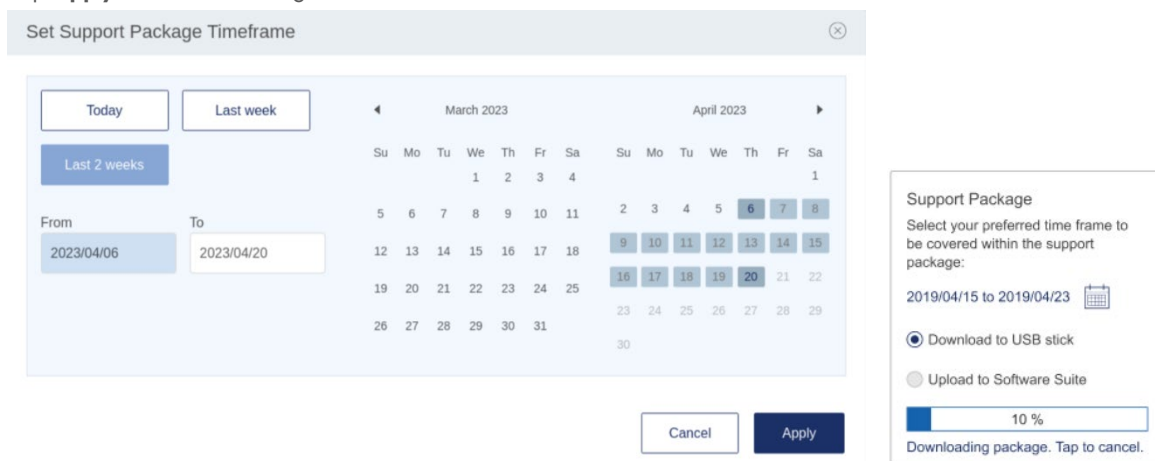 Set Support Package Timeframe
Today Last week
Last 2 weeks
From To
2023/04/06 2023/04/20
March 2023
Su Mo Tu We Th Fr Sa
1 2 3 4
5 6 7 8 9 10 11
12 13 14 15 16 17 18
19 20 21 22 23 24 25
26 27 28 29 30 31
April 2023
Su Mo Tu We Th Fr Sa
1
2 3 4 5 6 7 8
9 10 11 12 13 14 15
16 17 18 19 20 21 22
23 24 25 26 27 28 29
30
Cancel Apply
Support Package
Select your preferred time frame to
be covered within the support
package:
2019/04/15 to 2019/04/23
Download to USB stick
Upload to Software Suite
10 %
Downloading package. Tap to cancel.